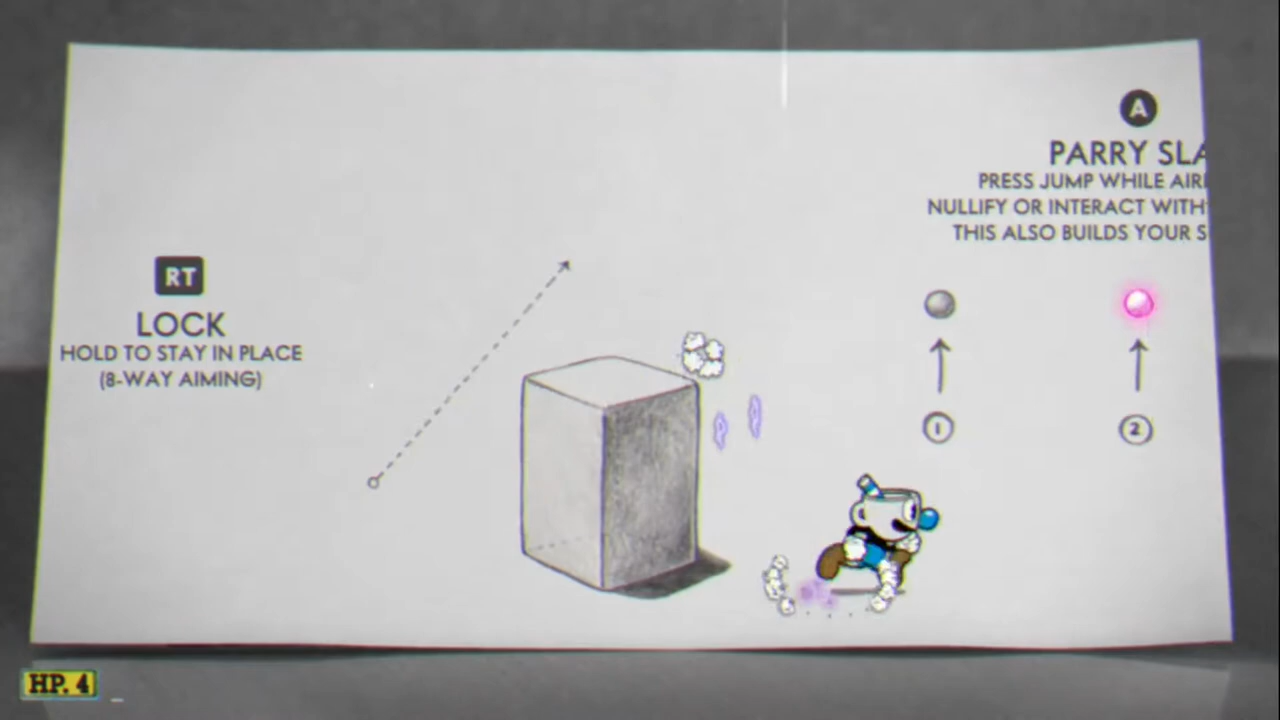 RT
LOCK
HOLD TO STAY IN PLACE
(8-WAY AIMING)
A
PARRY SLA
PRESS JUMP WHILE AIR
NULLIFY OR INTERACT WITH
THIS ALSO BUILDS YOUR S
1
2
HP. 4